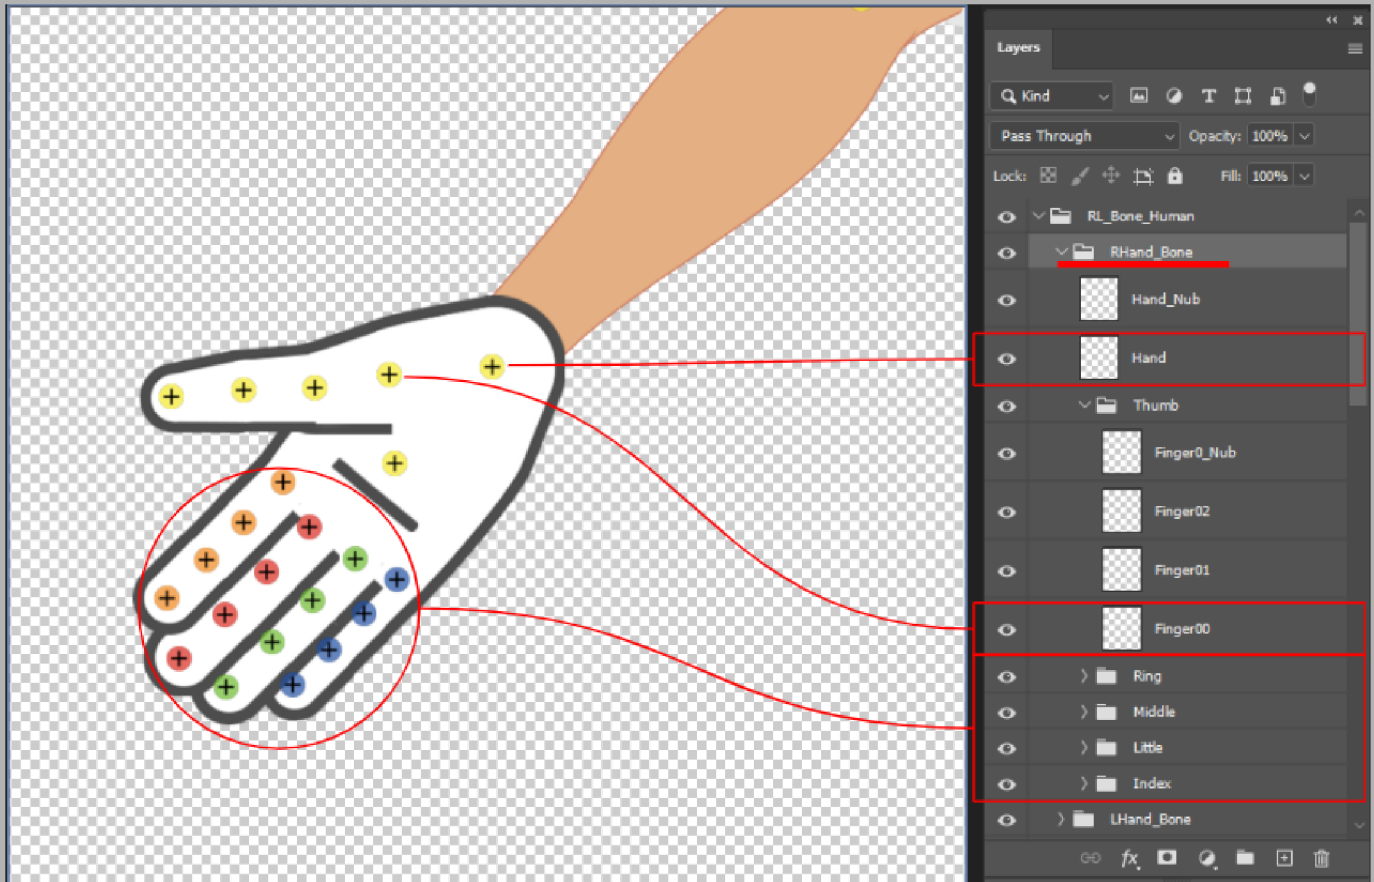 Layers
Kind
Pass Through
Opacity: 100%
Lock:
Fill: 100%
RL_Bone_Human
RHand_Bone
Hand_Nub
Hand
Thumb
Finger0_Nub
Finger02
Finger01
Finger00
Ring
Middle
Little
Index
LHand_Bone
fx